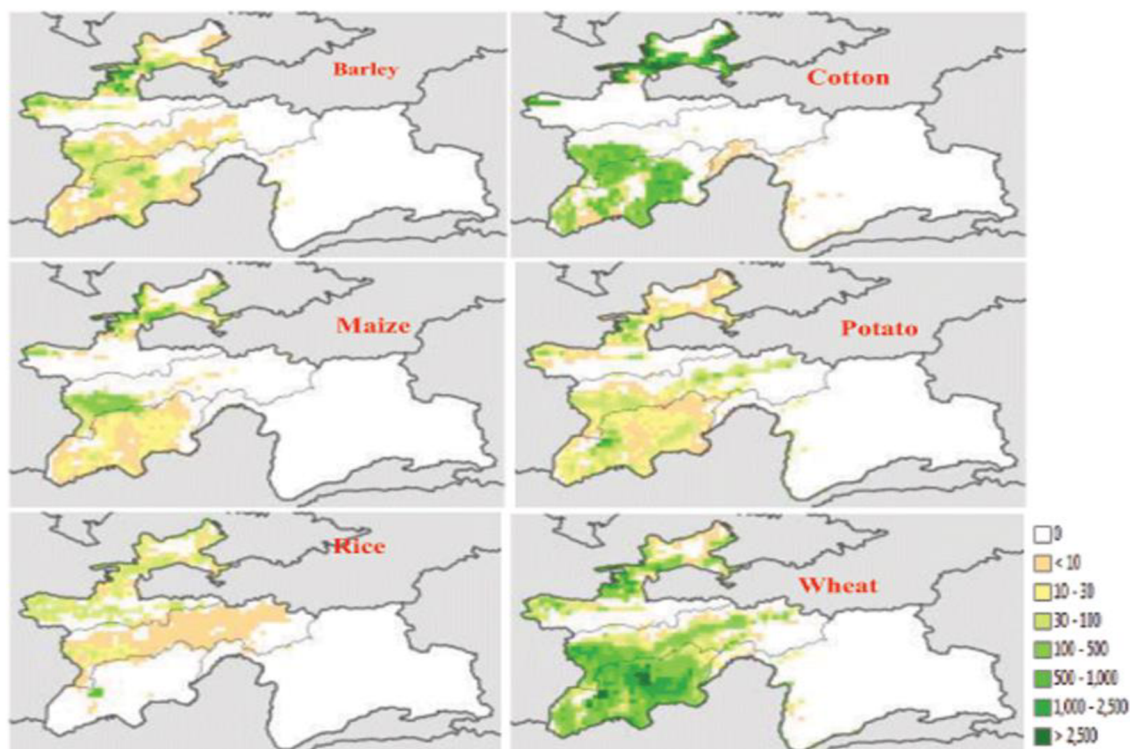 Barley
Cotton
Maize
Potato
Rice
Wheat
0
< 10
10 - 30
30 - 100
100 - 500
500 - 1,000
1,000 - 2,500
> 2,500